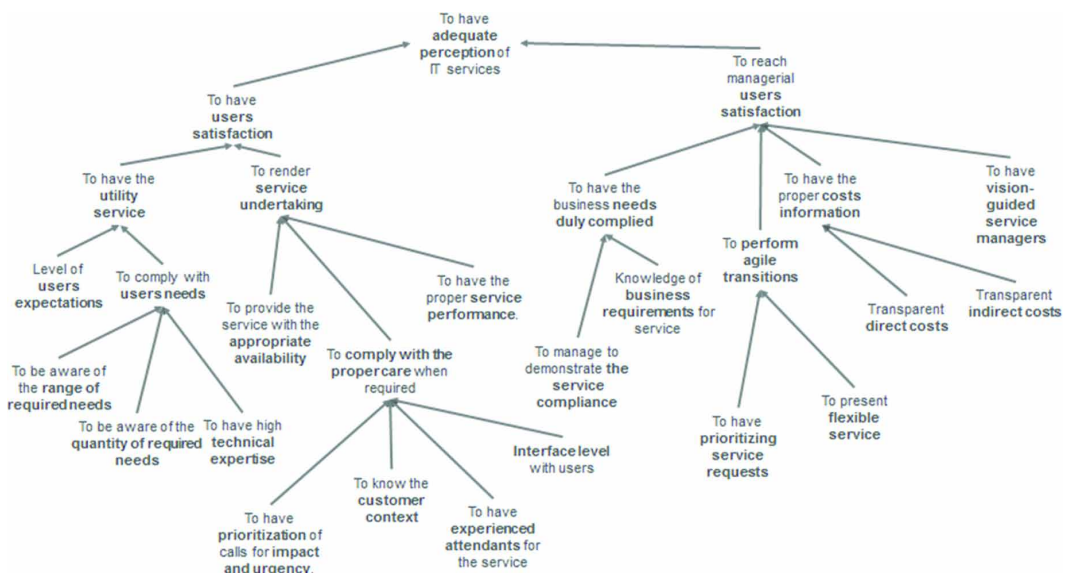 To have
adequate
perception of
IT services
To have
users
satisfaction
To reach
managerial
users
satisfaction
To have the
utility
service
To render
service
undertaking
To have the
business needs
duly complied
To have the
proper costs
information
To have
vision-
guided
service
managers
Level of
users
expectations
To comply with
users needs
To provide the
service with the
appropriate
availability
To have the
proper service
performance.
Knowledge of
business
requirements for
service
To perform
agile
transitions
Transparent
direct costs
Transparent
indirect costs
To be aware of
the range of
required needs
To be aware of the
quantity of required
needs
To have high
technical
expertise
To comply with the
proper care when
required
To manage to
demonstrate the
service
compliance
To have
prioritizing
service
requests
To present
flexible
service
To have
prioritization of
calls for impact
and urgency.
To know the
customer
context
To have
experienced
attendants for
the service
Interface level
with users